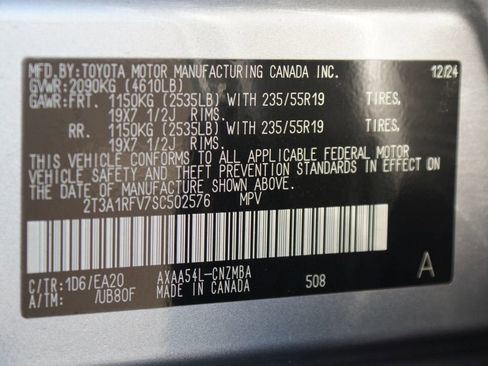 MFD.BY:TOYOTA MOTOR MANUFACTURING CANADA INC. 12/24
GVWR:2090KG (4610LB)
GAWR:FRT. 1150KG (2535LB) WITH 235/55R19 TIRES,
19X7 1/2J RIMS.
RR. 1150KG (2535LB) WITH 235/55R19 TIRES,
19X7 1/2J RIMS.
THIS VEHICLE CONFORMS TO ALL APPLICABLE FEDERAL MOTOR
VEHICLE SAFETY AND THEFT PREVENTION STANDARDS IN EFFECT ON
THE DATE OF MANUFACTURE SHOWN ABOVE.
2T3A1RFV7SC502576 MPV
C/TR:1D6/EA20 AXAA54L-CNZMBA
A/TM: /UB80F MADE IN CANADA 508 A